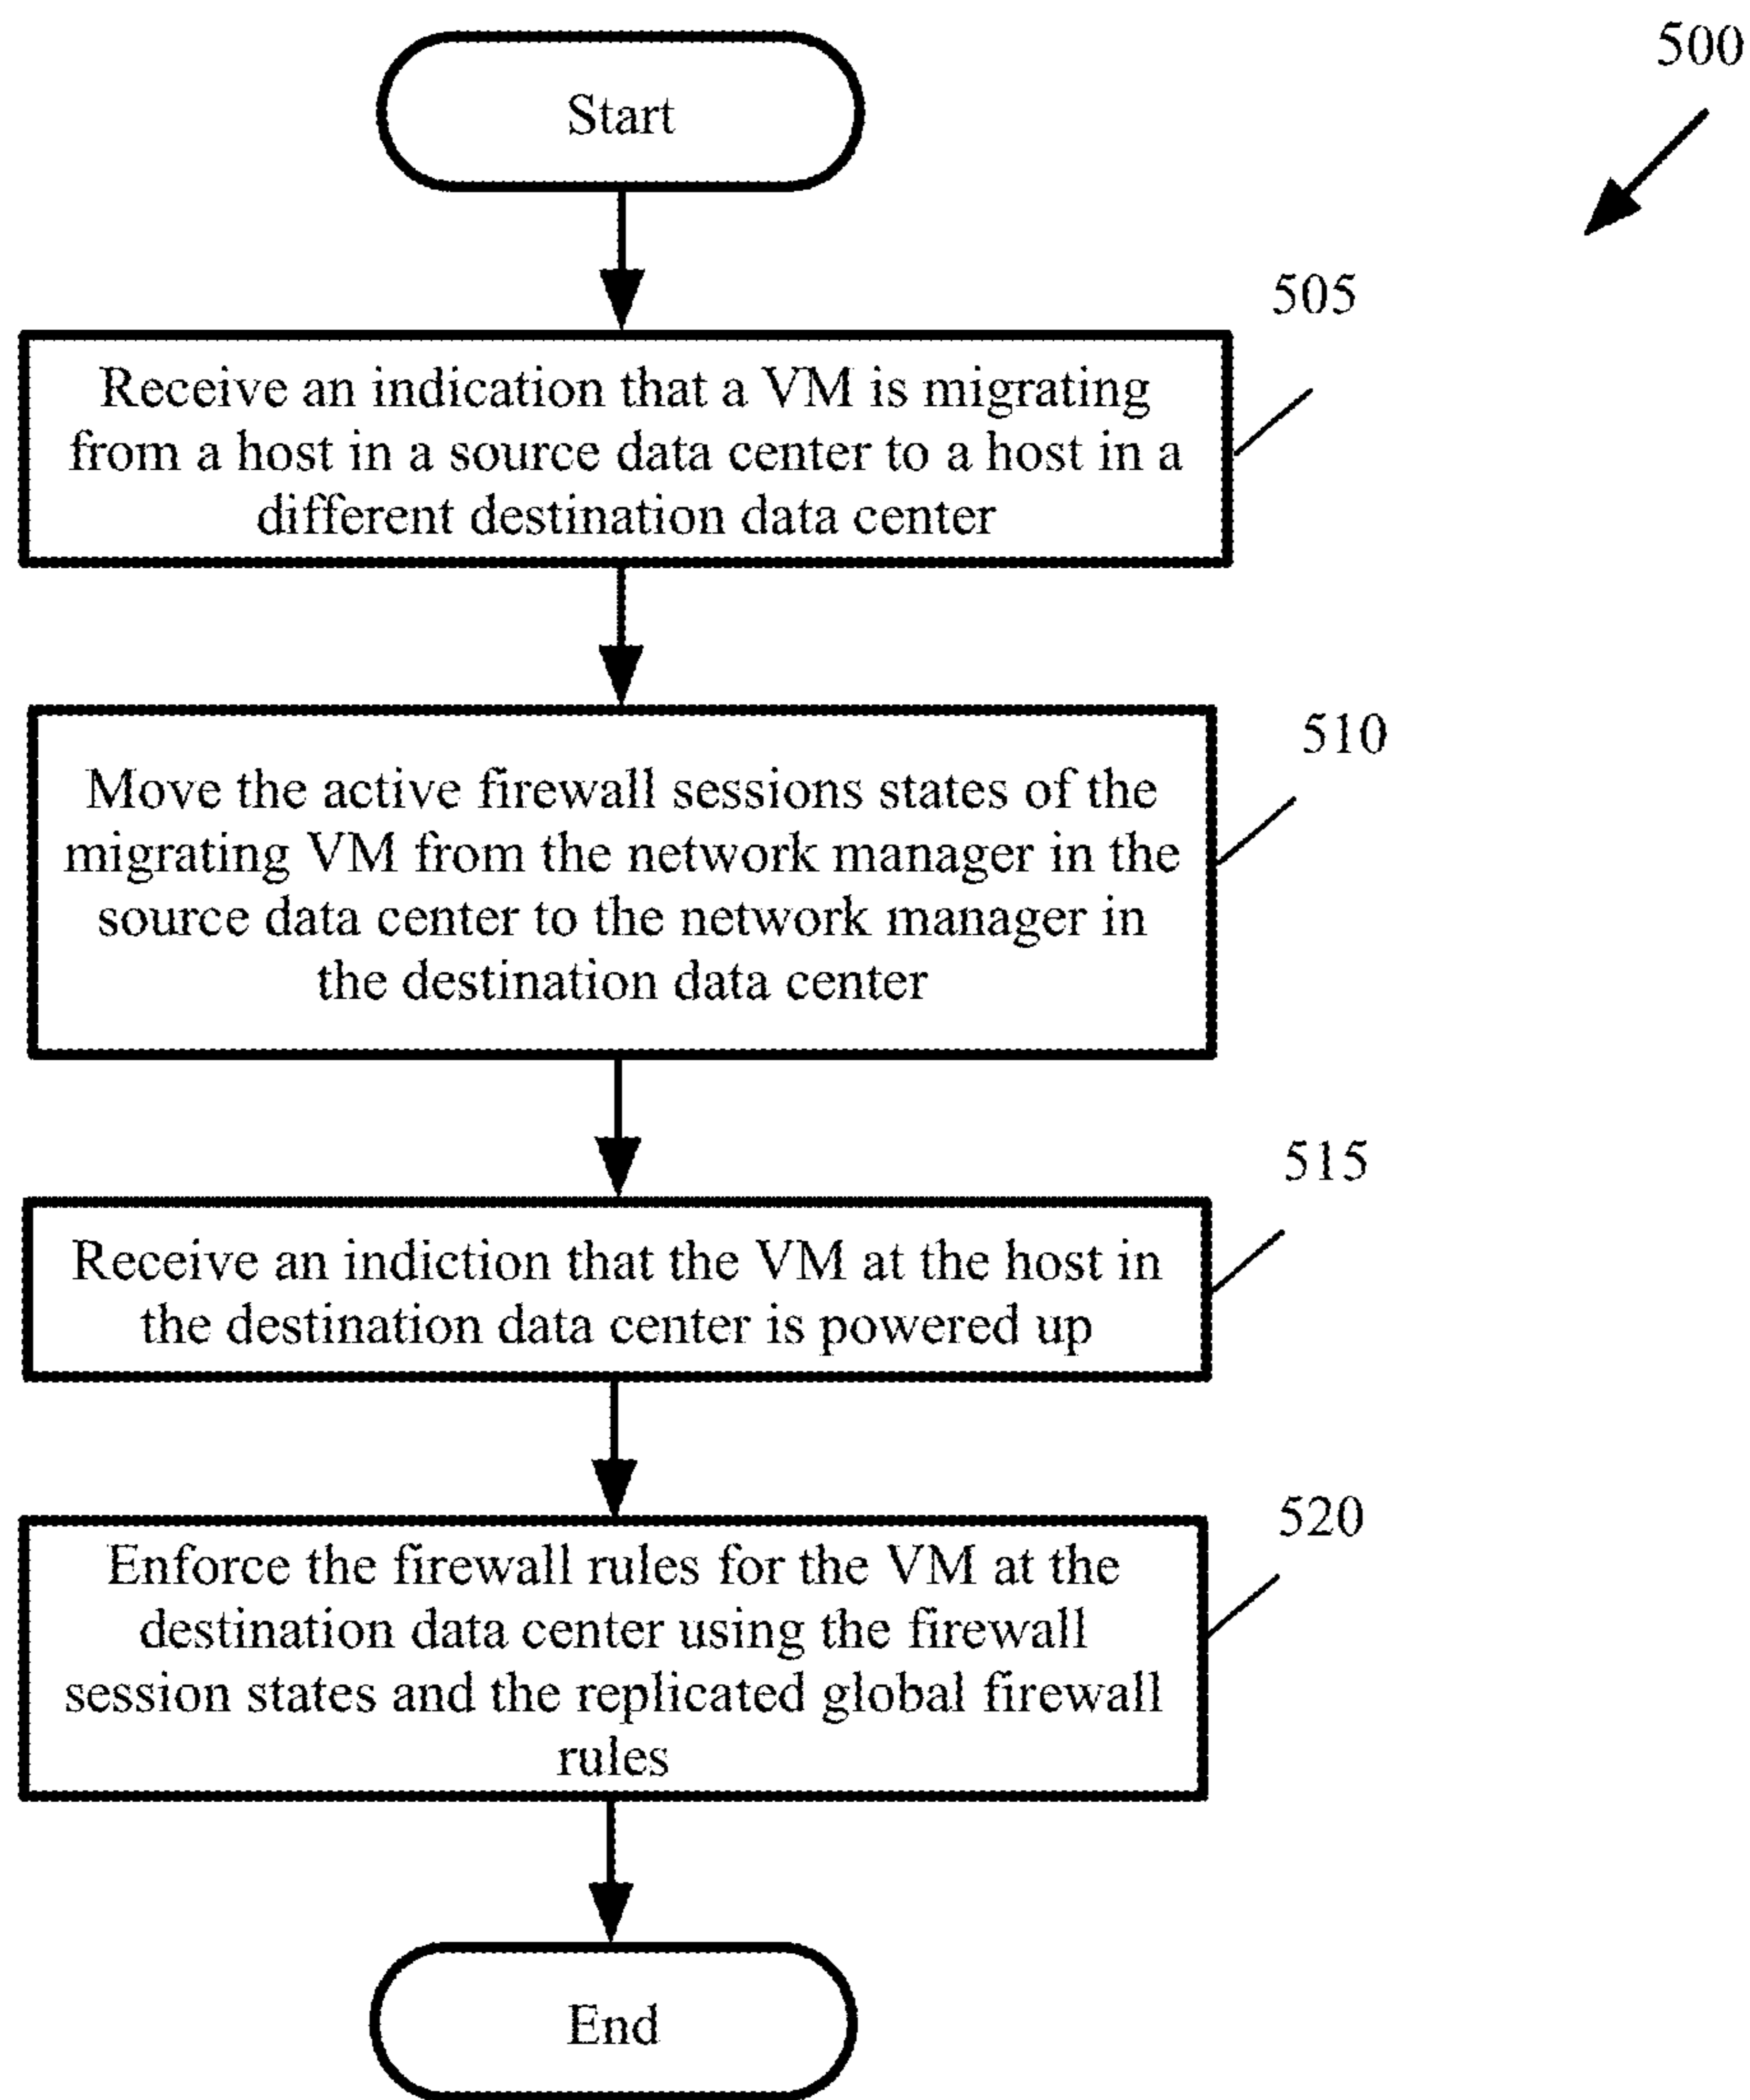 500
Start
505
Receive an indication that a VM is migrating
from a host in a source data center to a host in a
different destination data center
510
Move the active firewall sessions states of the
migrating VM from the network manager in the
source data center to the network manager in
the destination data center
515
Receive an indiction that the VM at the host in
the destination data center is powered up
520
Enforce the firewall rules for the VM at the
destination data center using the firewall
session states and the replicated global firewall
rules
End